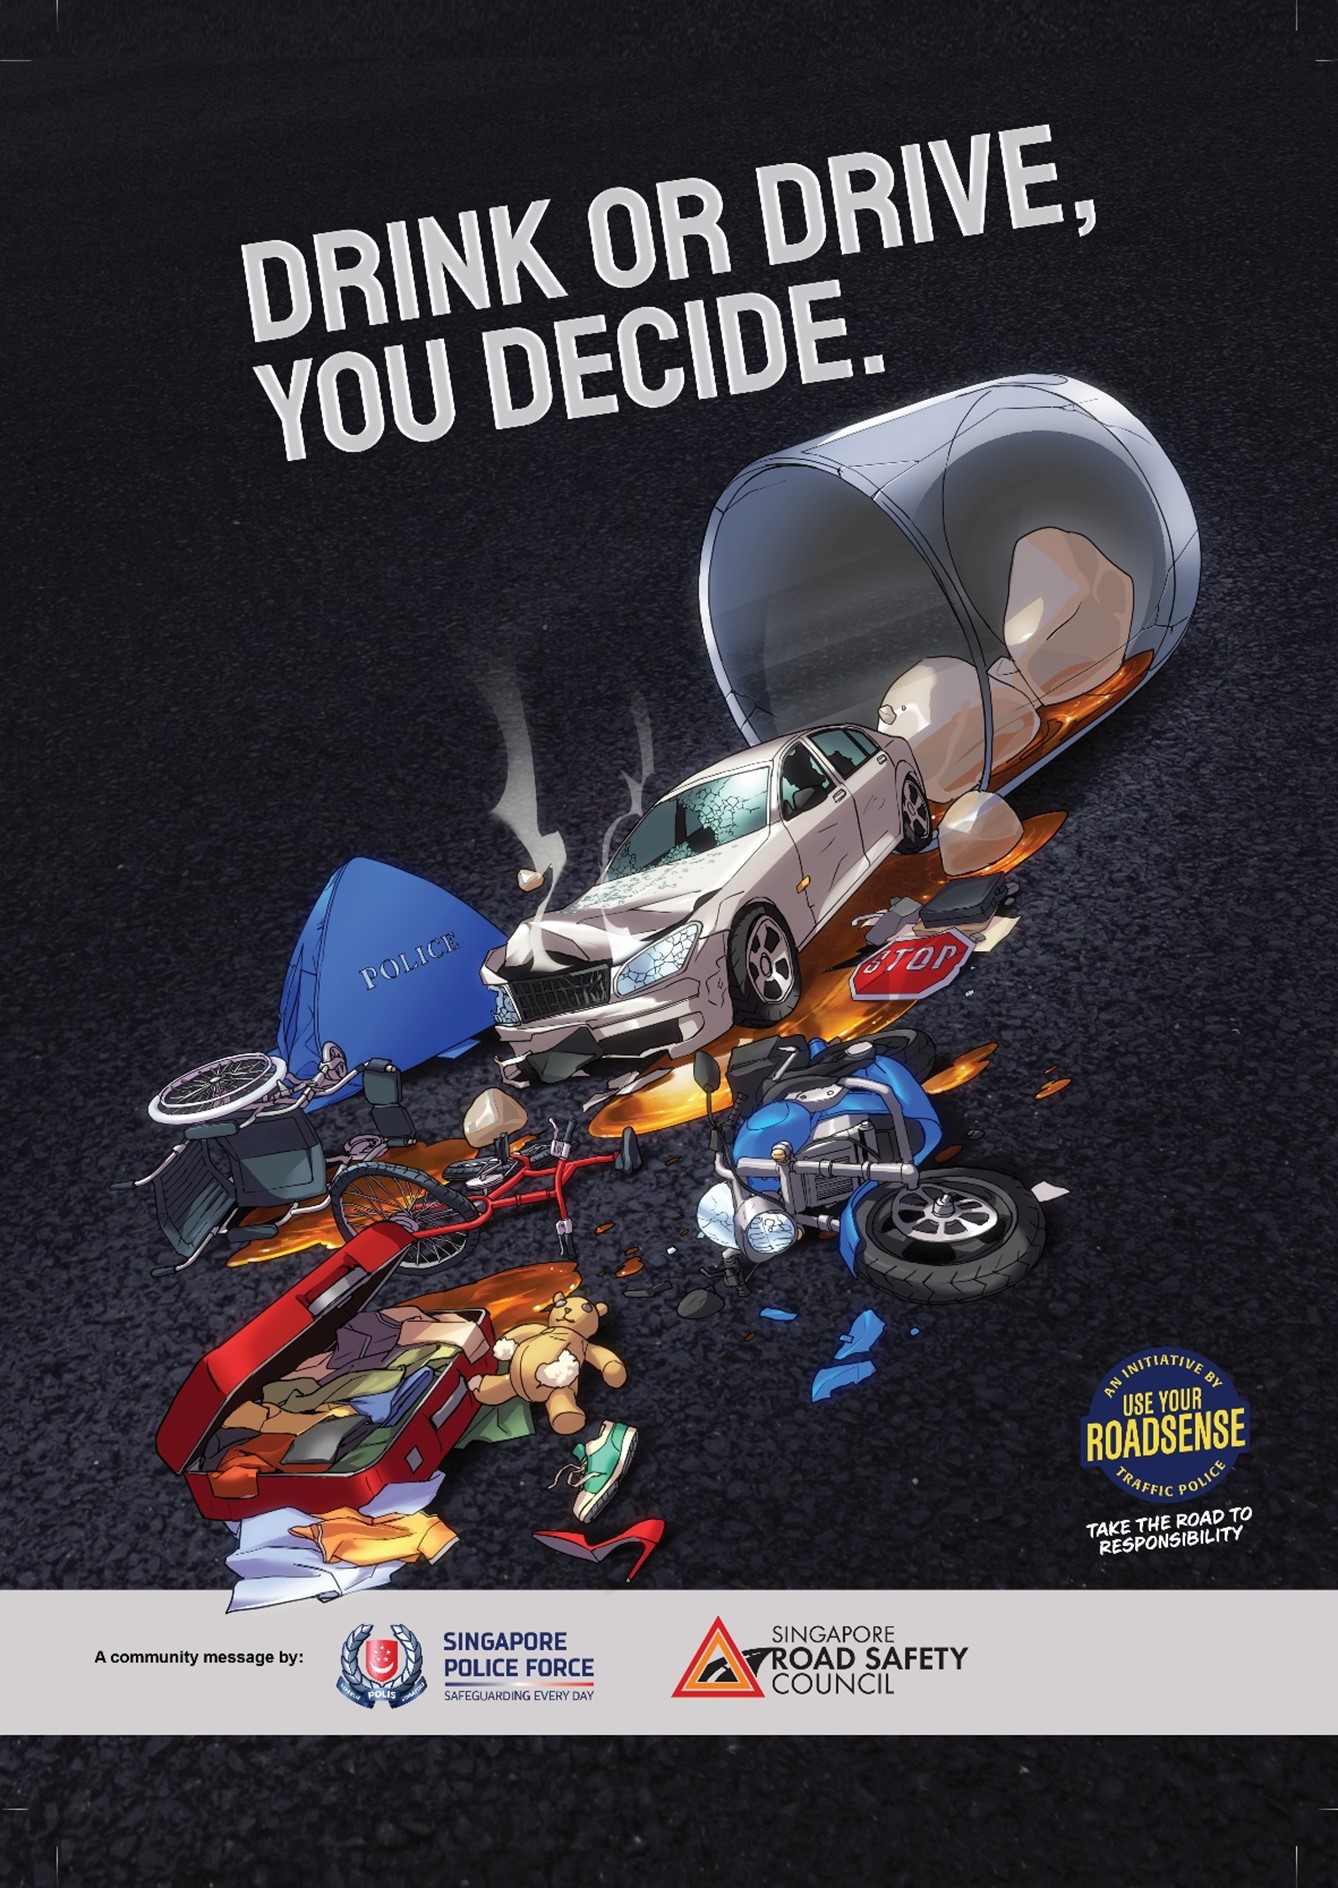 DRINK OR DRIVE,
YOU DECIDE.
POLICE
STOP
AN INITIATIVE BY
USE YOUR
ROADSENSE
TRAFFIC POLICE
TAKE THE ROAD TO
RESPONSIBILITY
A community message by:
POLIS
SINGAPORE
POLICE FORCE
SAFEGUARDING EVERY DAY
SINGAPORE
ROAD SAFETY
COUNCIL